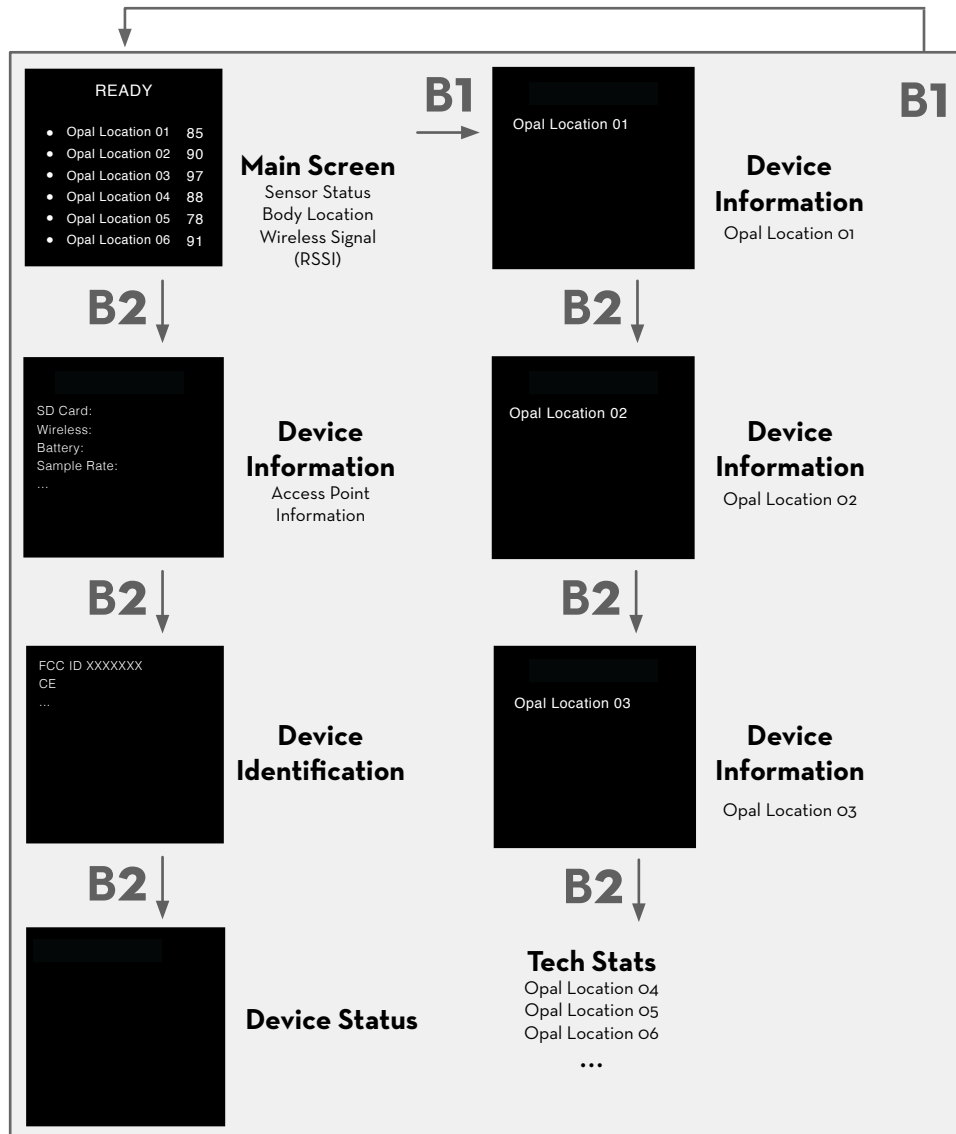 READY
Opal Location 01 85
Opal Location 02 90
Opal Location 03 97
Opal Location 04 88
Opal Location 05 78
Opal Location 06 91
Main Screen
Sensor Status
Body Location
Wireless Signal
(RSSI)
B1
Opal Location 01
Device
Information
Opal Location 01
B1
B2
B2
SD Card:
Wireless:
Battery:
Sample Rate:
...
Device
Information
Access Point
Information
Opal Location 02
Device
Information
Opal Location 02
B2
B2
FCC ID XXXXXXX
CE
...
Device
Identification
Opal Location 03
Device
Information
Opal Location 03
B2
B2
Device Status
Tech Stats
Opal Location 04
Opal Location 05
Opal Location 06
...